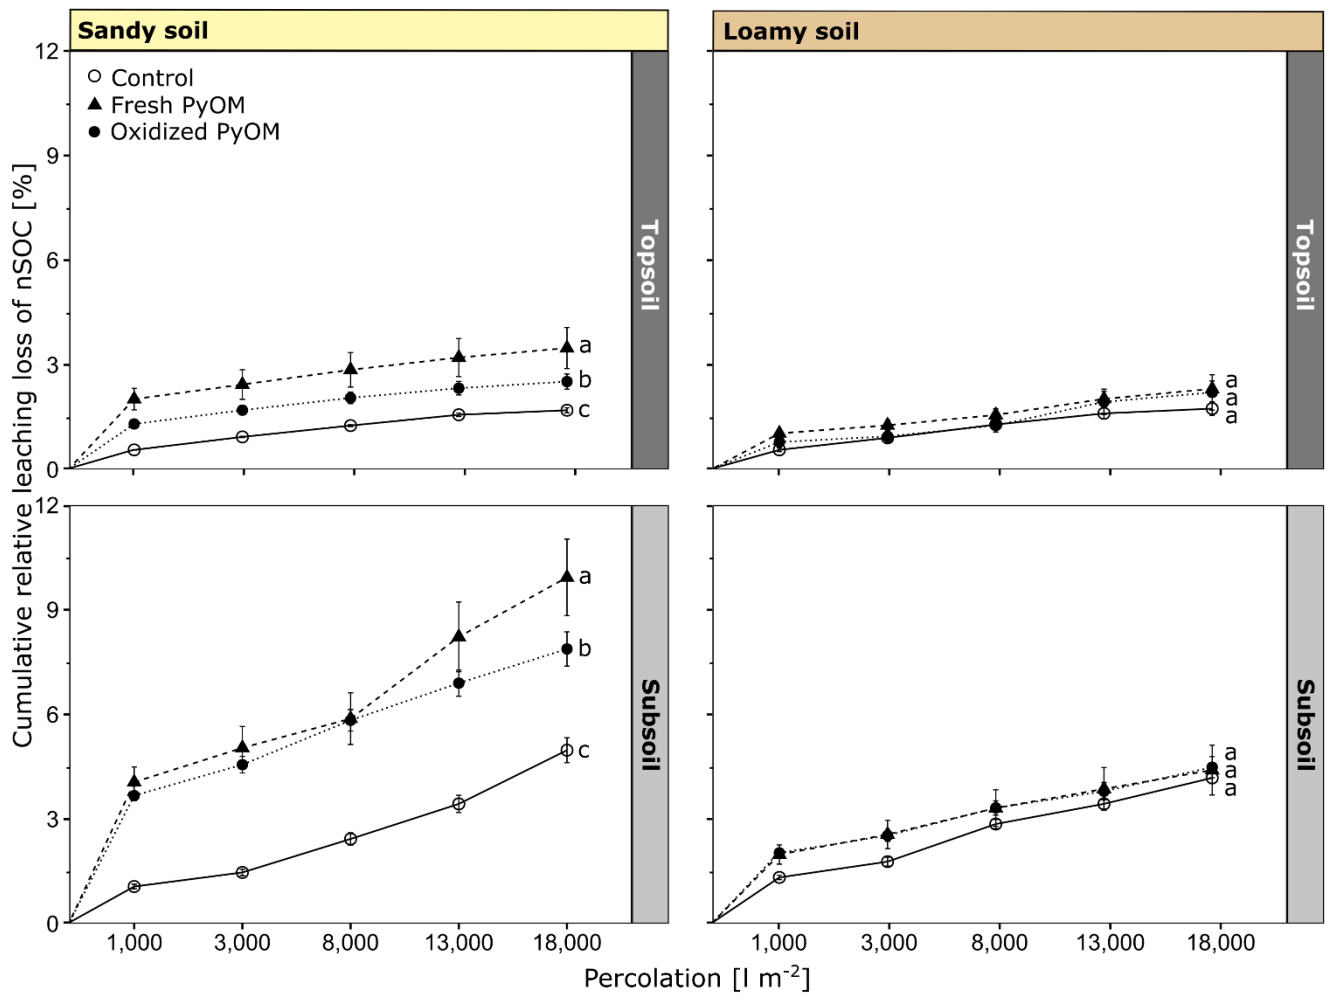 Sandy soil
Loamy soil
Cumulative relative leaching loss of nSOC [%]
12
9
6
3
0
Control
Fresh PyOM
Oxidized PyOM
a
b
c
Topsoil
a
a
a
Topsoil
12
9
6
3
0
a
b
c
Subsoil
a
a
a
Subsoil
1,000 3,000 8,000 13,000 18,000
1,000 3,000 8,000 13,000 18,000
Percolation [l m⁻²]